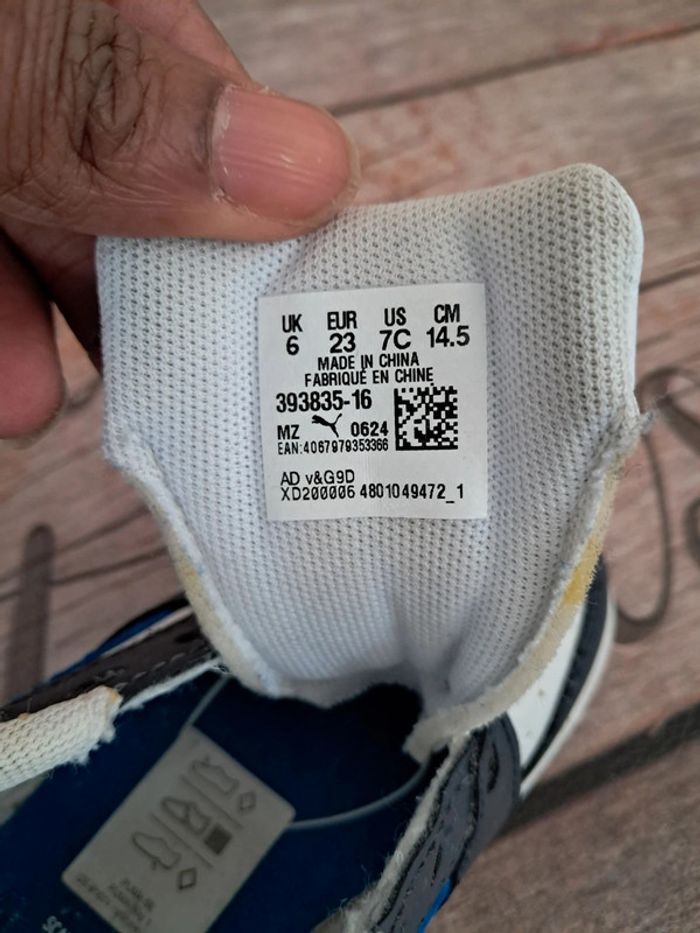 UK EUR US CM
6 23 7C 14.5
MADE IN CHINA
FABRIQUÉ EN CHINE
393835-16
MZ 0624
EAN:4067979353366
AD v&G9D
XD200006 4801049472_1